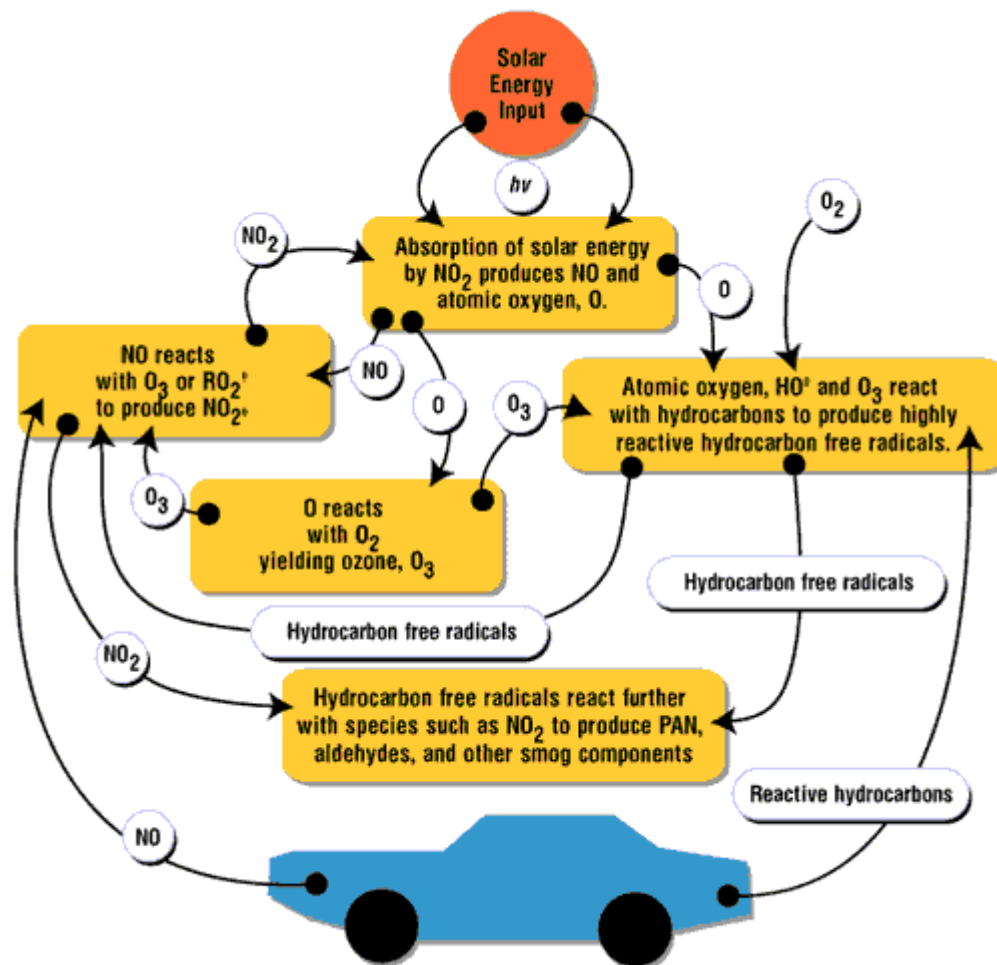 Solar
Energy
Input
hv
O₂
NO₂
Absorption of solar energy
by NO₂ produces NO and
atomic oxygen, O.
O
NO reacts
with O₃ or RO₂•
to produce NO₂•
NO
O
O₃
Atomic oxygen, HO• and O₃ react
with hydrocarbons to produce highly
reactive hydrocarbon free radicals.
O₃
O reacts
with O₂
yielding ozone, O₃
Hydrocarbon free radicals
Hydrocarbon free radicals
NO₂
Hydrocarbon free radicals react further
with species such as NO₂ to produce PAN,
aldehydes, and other smog components
Reactive hydrocarbons
NO